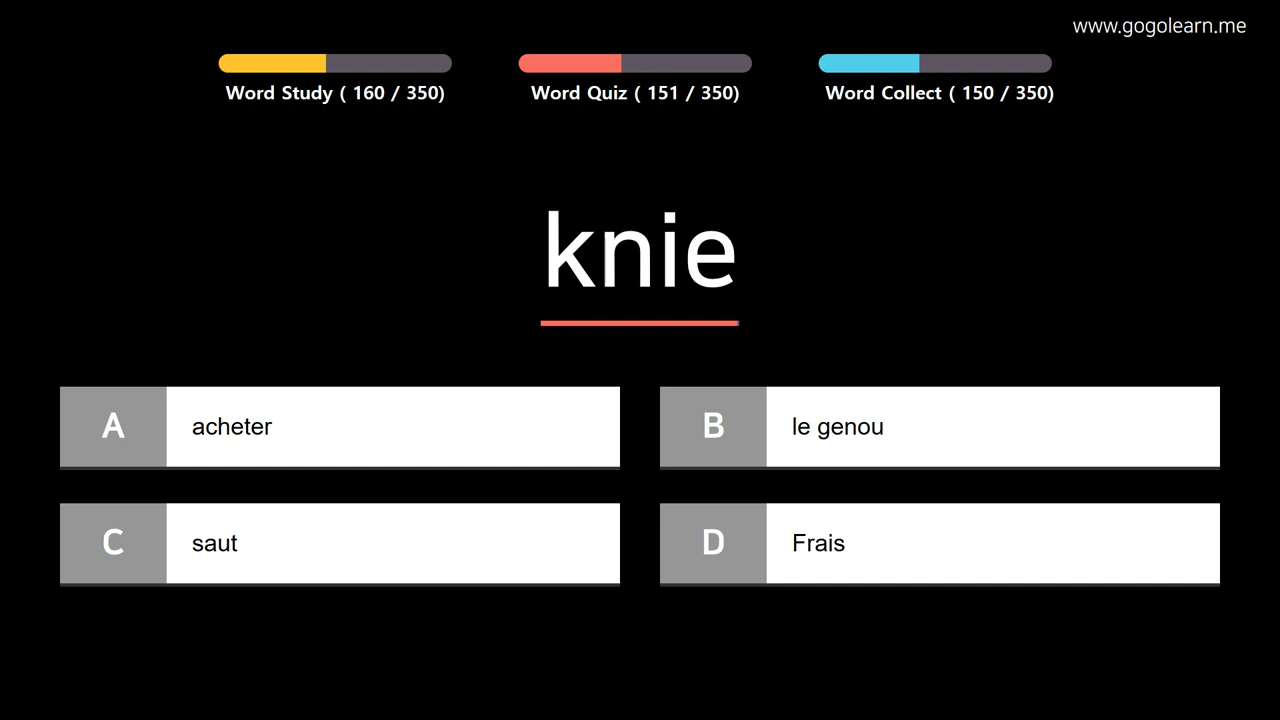 www.gogolearn.me
Word Study ( 160 / 350)
Word Quiz ( 151 / 350)
Word Collect ( 150 / 350)
knie
A acheter
B le genou
C saut
D Frais